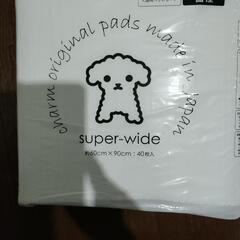 charm original pads made in Japan
super-wide
約60cm×90cm:40枚入